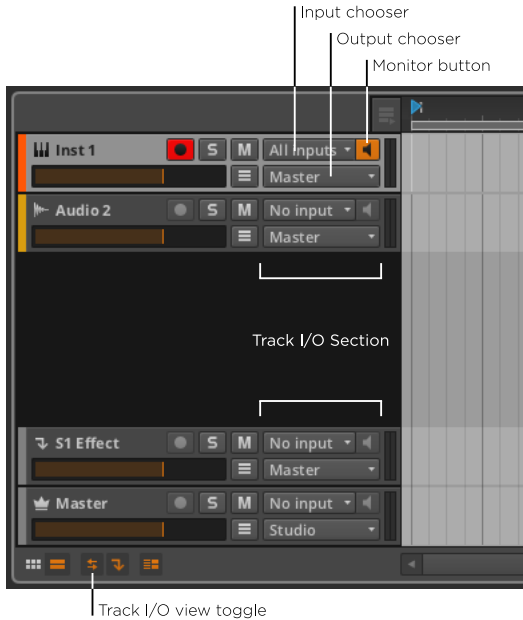 Input chooser
Output chooser
Monitor button
Inst 1 S M All inputs
Master
Audio 2 S M No input
Master
Track I/O Section
S1 Effect S M No input
Master
Master S M No input
Studio
Track I/O view toggle